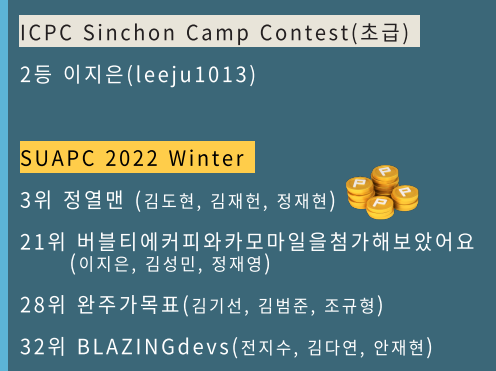 ICPC Sinchon Camp Contest(초급)
2등 이지은(leeju1013)
SUAPC 2022 Winter
3위 정열맨 (김도현, 김재헌, 정재현)
21위 버블티에커피와카모마일을첨가해보았어요
(이지은, 김성민, 정재영)
28위 완주가목표(김기선, 김범준, 조규형)
32위 BLAZINGdevs(전지수, 김다연, 안재현)